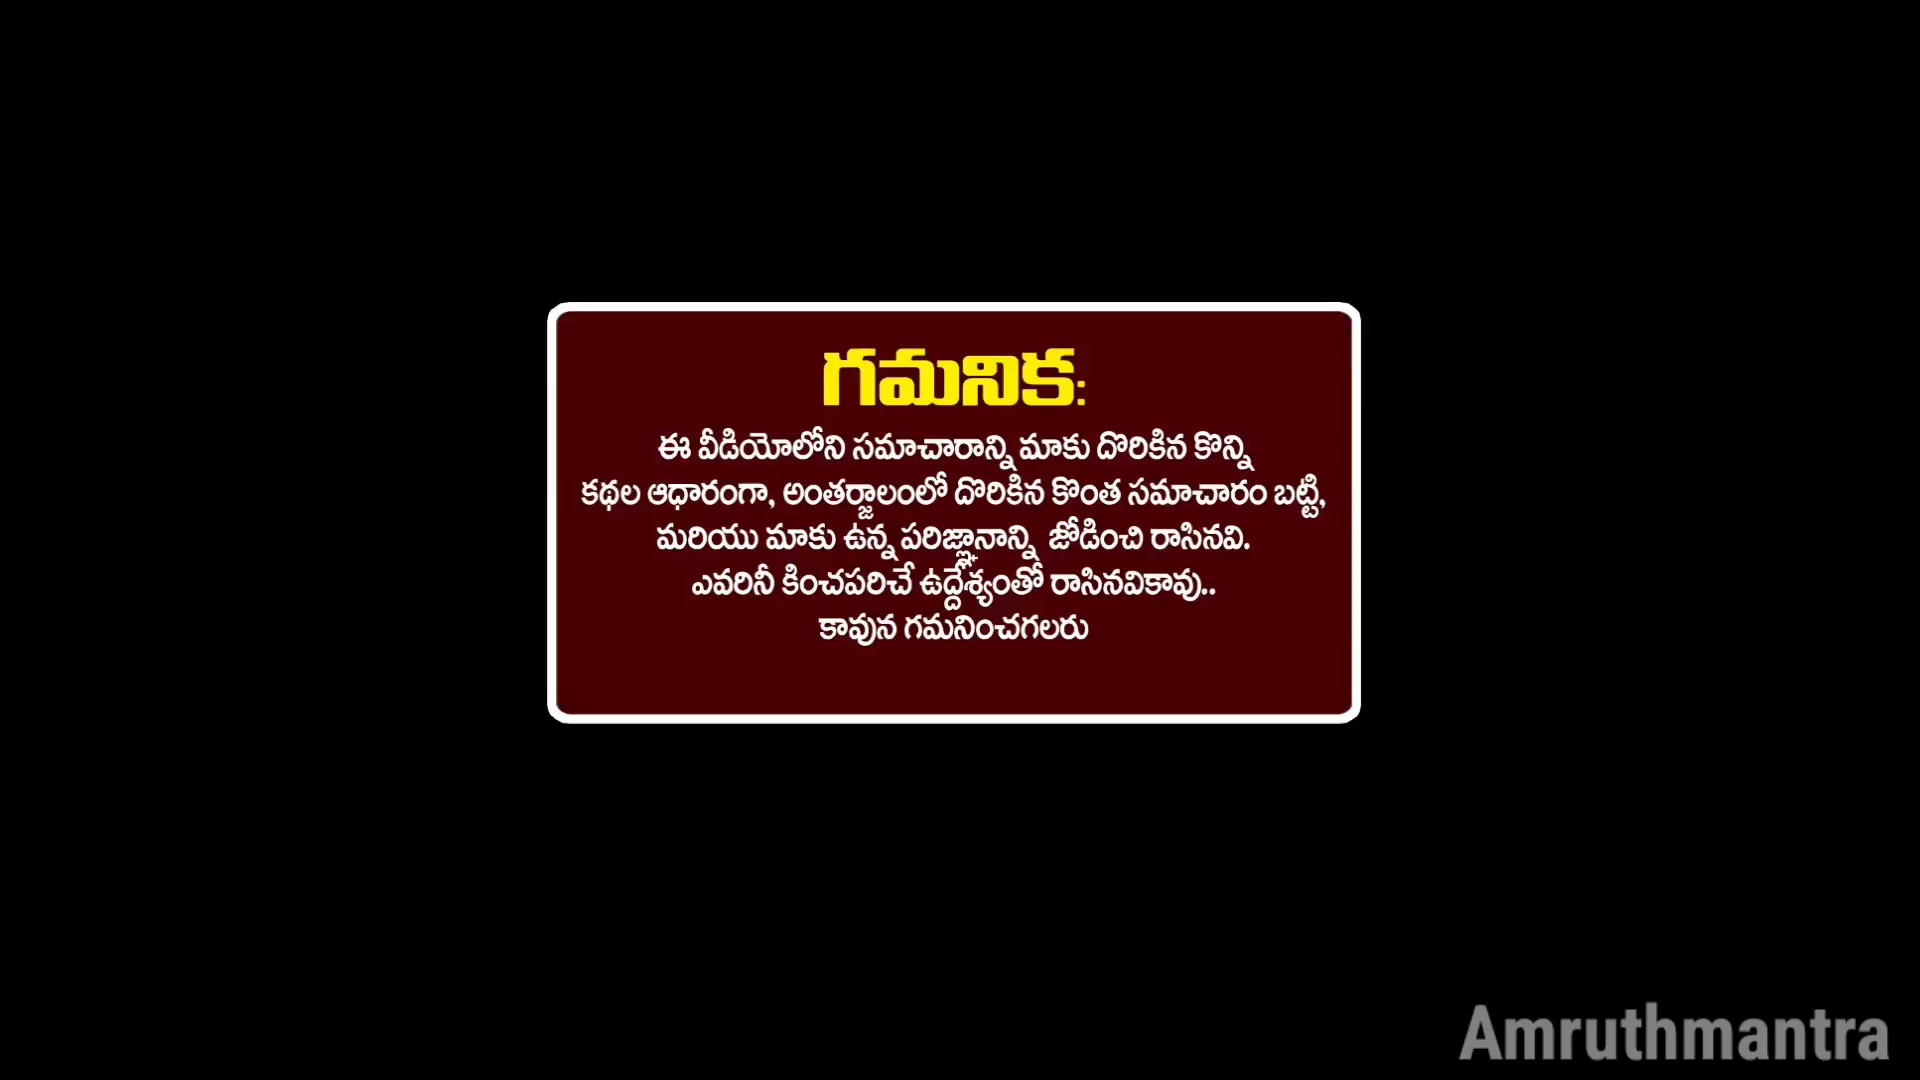 గమనిక:
ఈ వీడియోలోని సమాచారాన్ని మాకు దొరికిన కొన్ని
కథల ఆధారంగా, అంతర్జాలంలో దొరికిన కొంత సమాచారం బట్టి,
మరియు మాకు ఉన్న పరిజ్ఞానాన్ని జోడించి రాసినవి.
ఎవరినీ కించపరిచే ఉద్దేశ్యంతో రాసినవికావు..
కావున గమనించగలరు
Amruthmantra